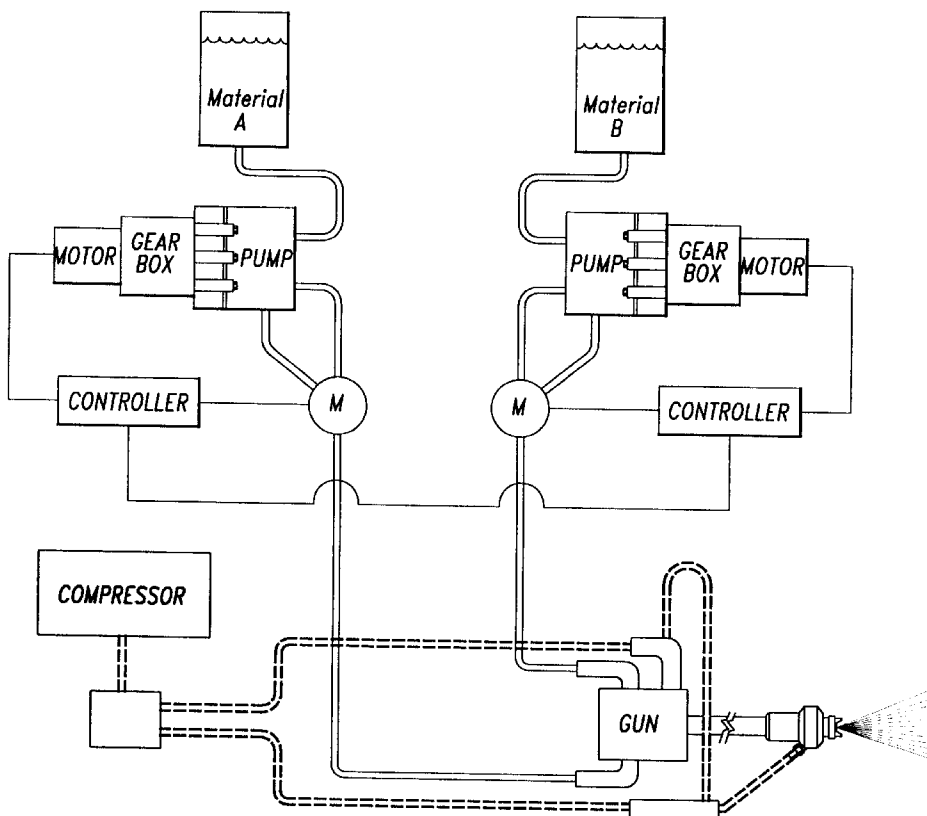 Material
A
Material
B
MOTOR
GEAR
BOX
PUMP
PUMP
GEAR
BOX
MOTOR
CONTROLLER
M
M
CONTROLLER
COMPRESSOR
GUN